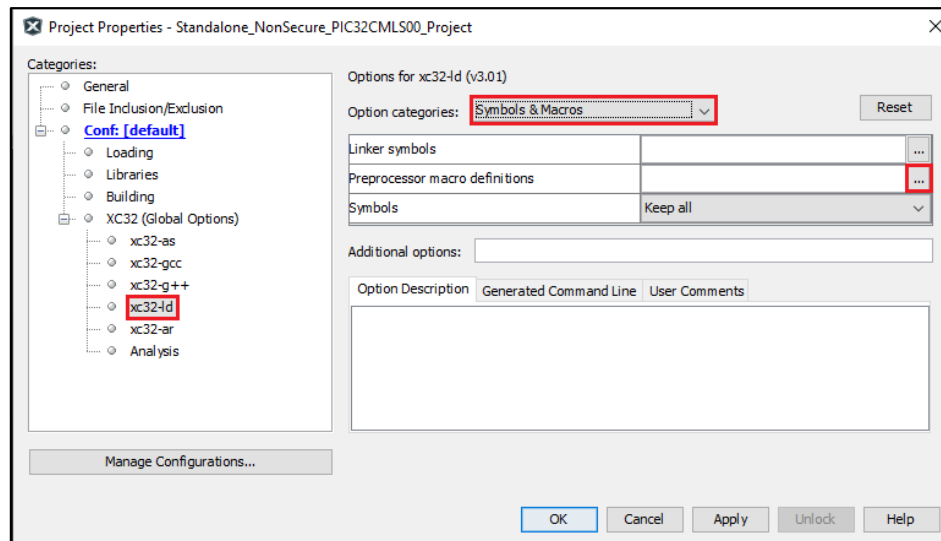 Project Properties - Standalone_NonSecure_PIC32CMLS00_Project
Categories:
General
File Inclusion/Exclusion
Conf: [default]
Loading
Libraries
Building
XC32 (Global Options)
xc32-as
xc32-gcc
xc32-g++
xc32-ld
xc32-ar
Analysis
Manage Configurations...
Options for xc32-ld (v3.01)
Option categories: Symbols & Macros Reset
Linker symbols ...
Preprocessor macro definitions ...
Symbols Keep all
Additional options:
Option Description Generated Command Line User Comments
OK Cancel Apply Unlock Help